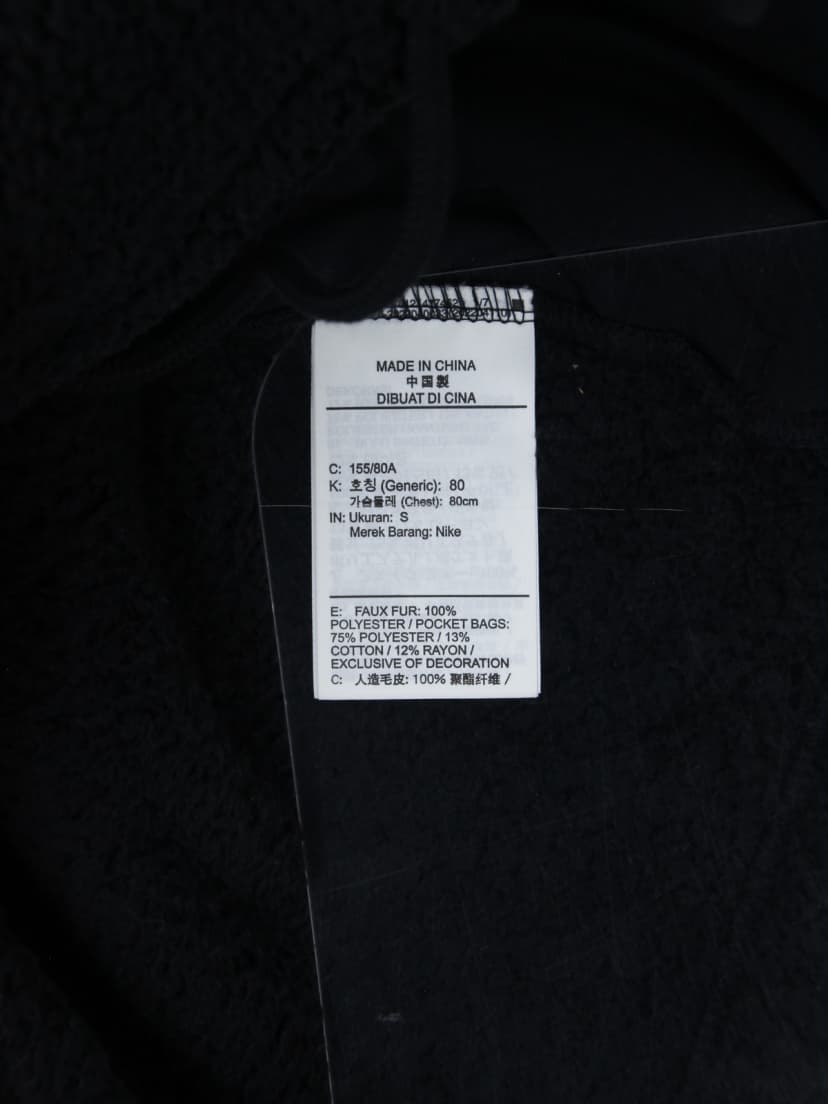 MADE IN CHINA
中国製
DIBUAT DI CINA
C: 155/80A
K: 호칭 (Generic): 80
가슴둘레 (Chest): 80cm
IN: Ukuran: S
Merek Barang: Nike
E: FAUX FUR: 100%
POLYESTER / POCKET BAGS:
75% POLYESTER / 13%
COTTON / 12% RAYON /
EXCLUSIVE OF DECORATION
C: 人造毛皮: 100% 聚酯纤维 /